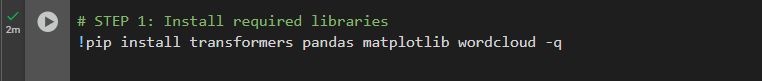 # STEP 1: Install required libraries
2m
!pip install transformers pandas matplotlib wordcloud -q